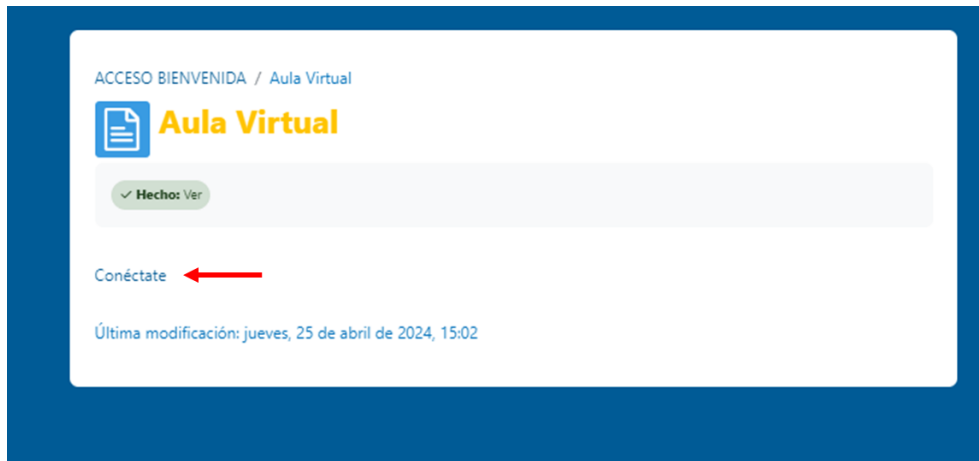 ACCESO BIENVENIDA / Aula Virtual
Aula Virtual
✓ Hecho: Ver
Conéctate
Última modificación: jueves, 25 de abril de 2024, 15:02